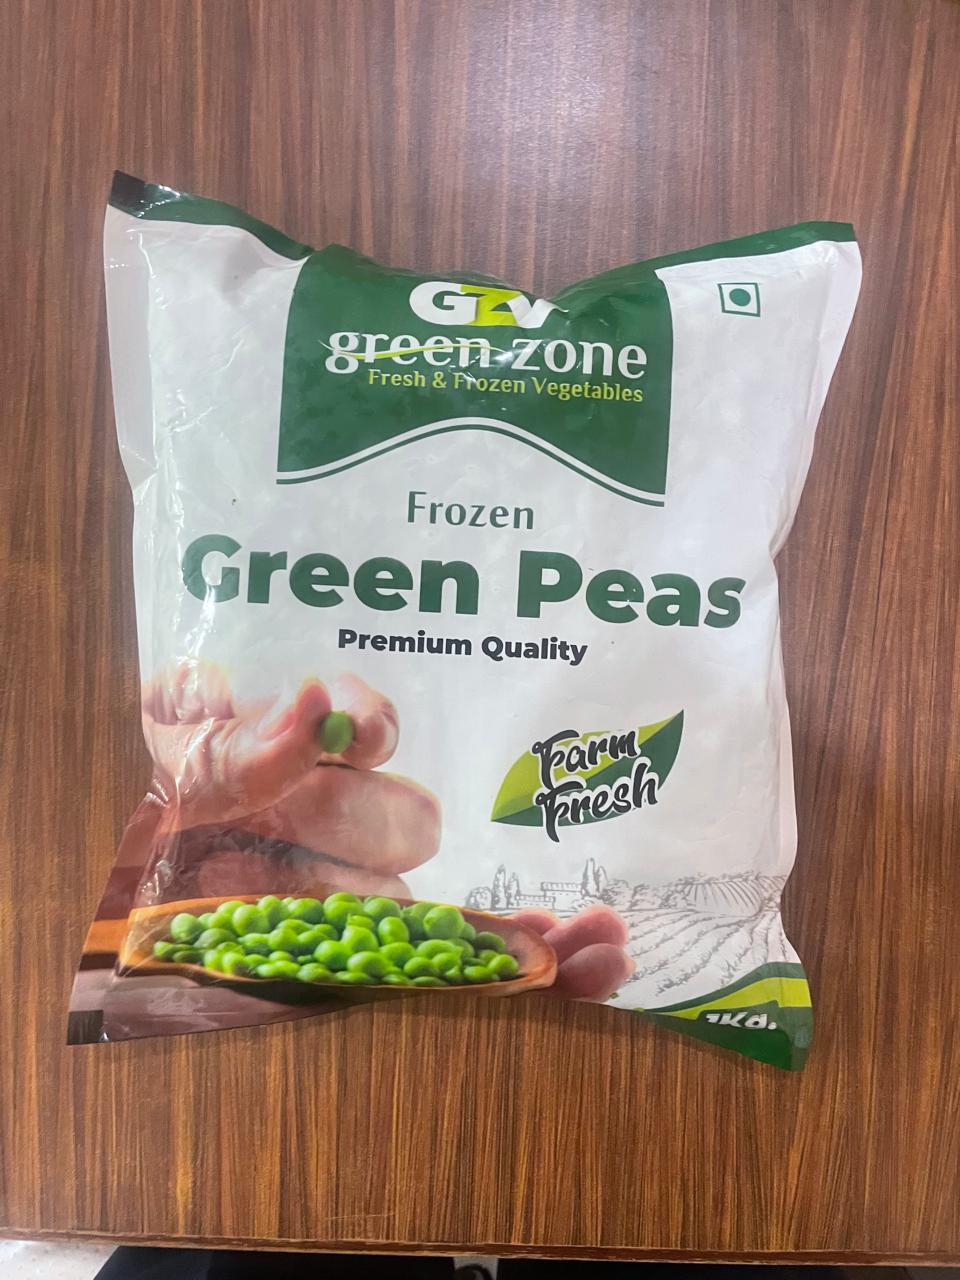 GZV
green zone
Fresh & Frozen Vegetables
Frozen
Green Peas
Premium Quality
Farm
Fresh
1Kg.